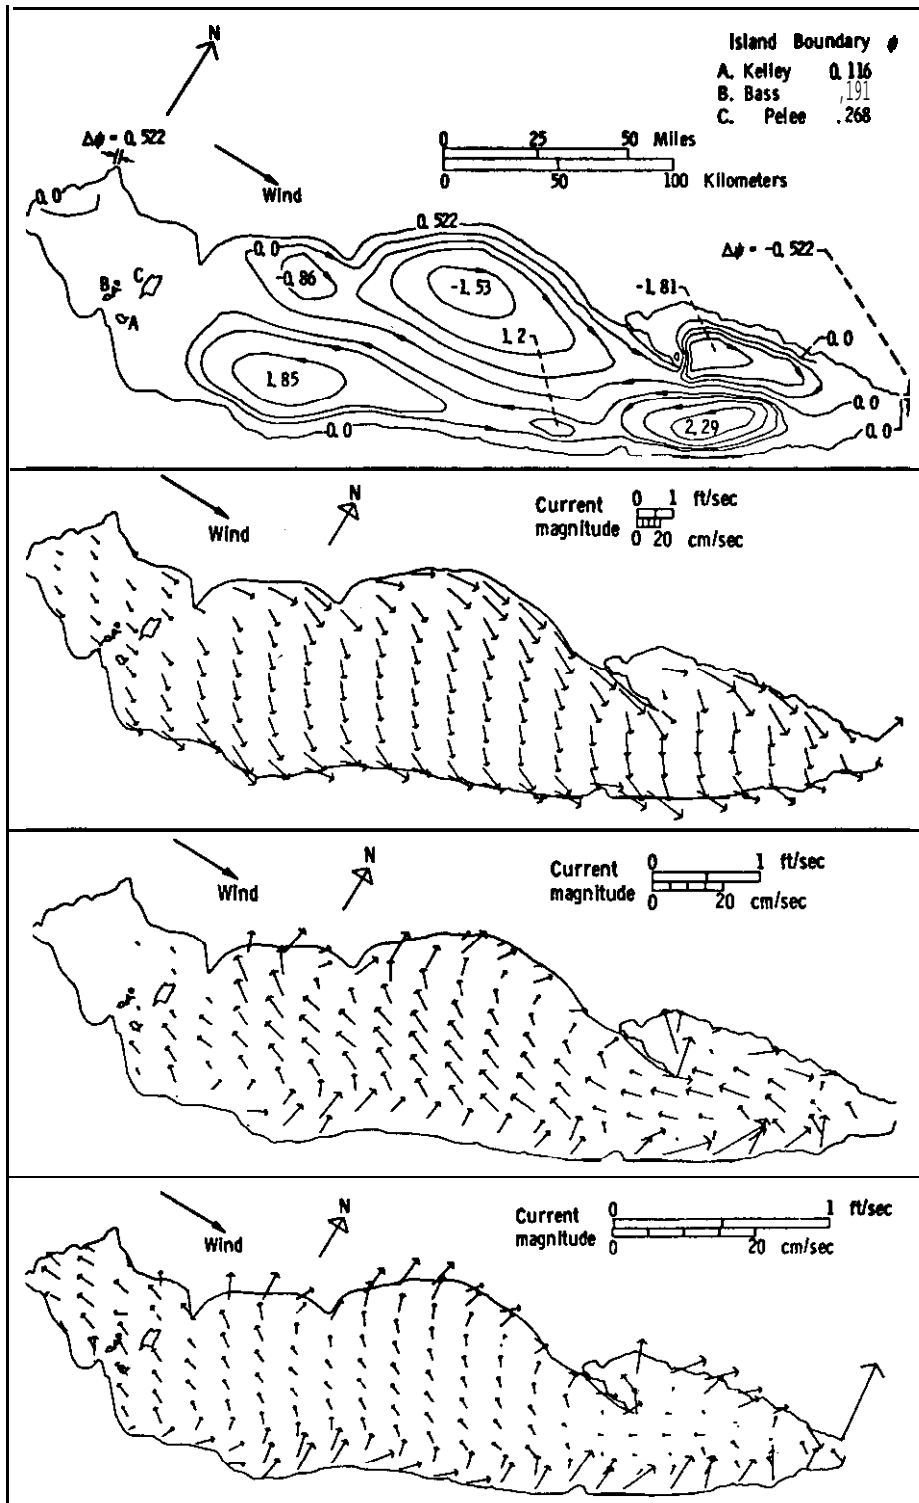 N
Island Boundary ψ
A. Kelley 0.116
B. Bass .191
C. Pelee .268
Δψ = 0.522
0 25 50 Miles
0 50 100 Kilometers
Wind
0.0
0.522
0.0
Δψ = -0.522
-0.86
C
B
-1.53
-1.81
A
1.2
0.0
1.85
0.0
2.29
0.0
0.0
N
Wind
Current magnitude
0 1 ft/sec
0 20 cm/sec
N
Wind
Current magnitude
0 1 ft/sec
0 20 cm/sec
N
Wind
Current magnitude
0 1 ft/sec
0 20 cm/sec